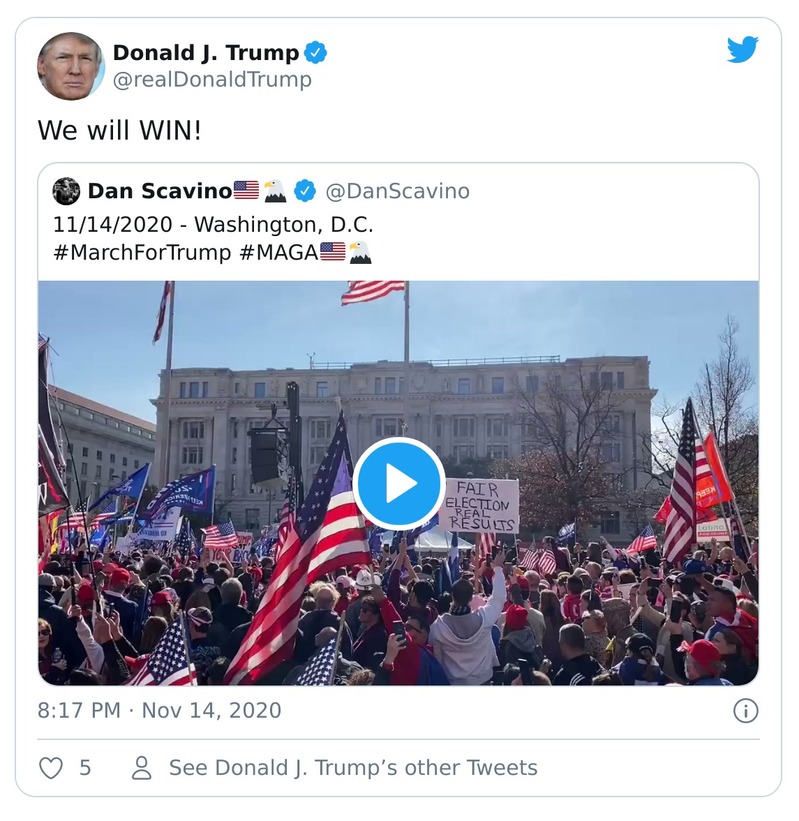 Donald J. Trump
@realDonaldTrump
We will WIN!
Dan Scavino🇺🇸🦅 @DanScavino
11/14/2020 - Washington, D.C.
#MarchForTrump #MAGA🇺🇸🦅
FAIR
ELECTION
REAL
RESULTS
8:17 PM · Nov 14, 2020
5
See Donald J. Trump’s other Tweets